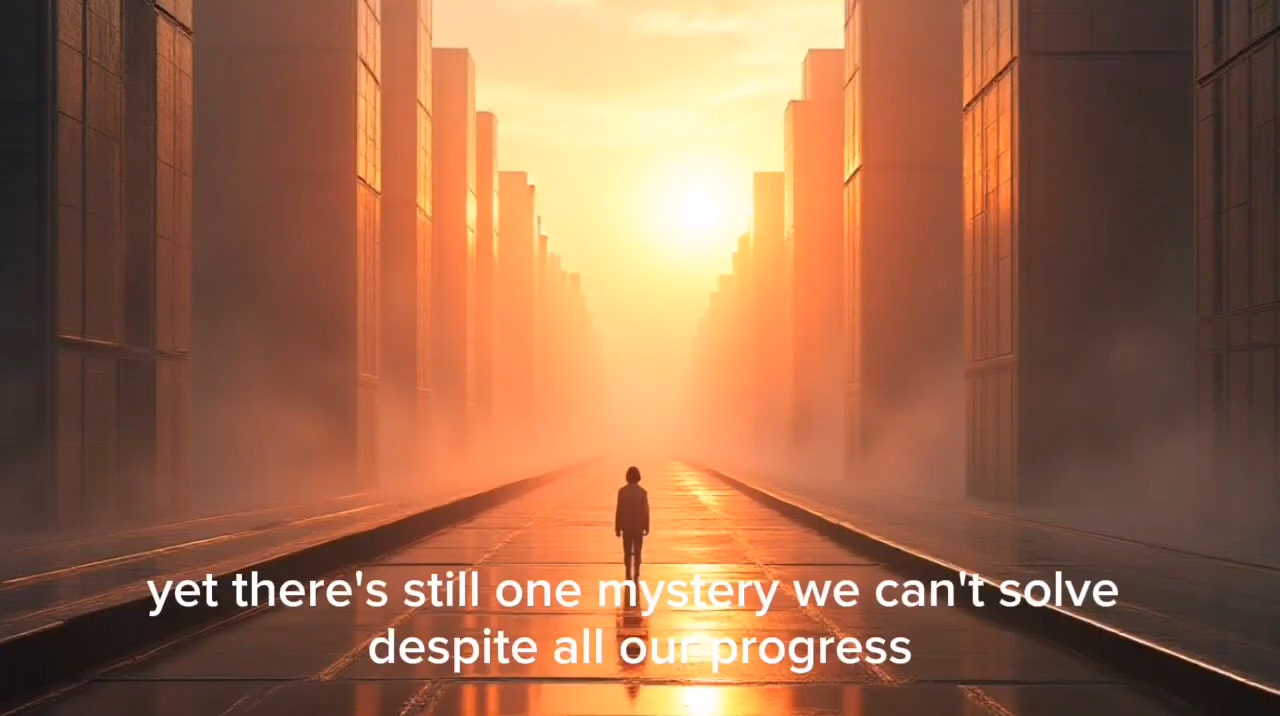 yet there's still one mystery we can't solve
despite all our progress